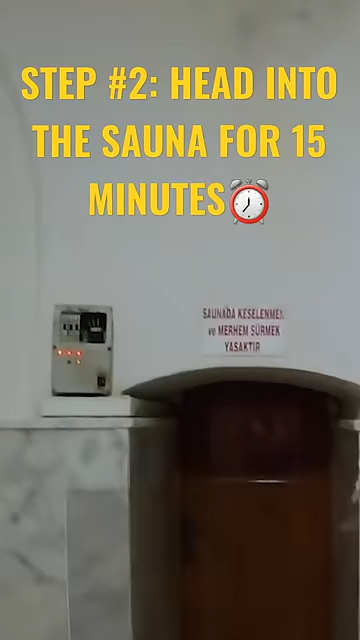 STEP #2: HEAD INTO
THE SAUNA FOR 15
MINUTES⏰
SAUNADA KESELENMEK
ve MERHEM SÜRMEK
YASAKTIR